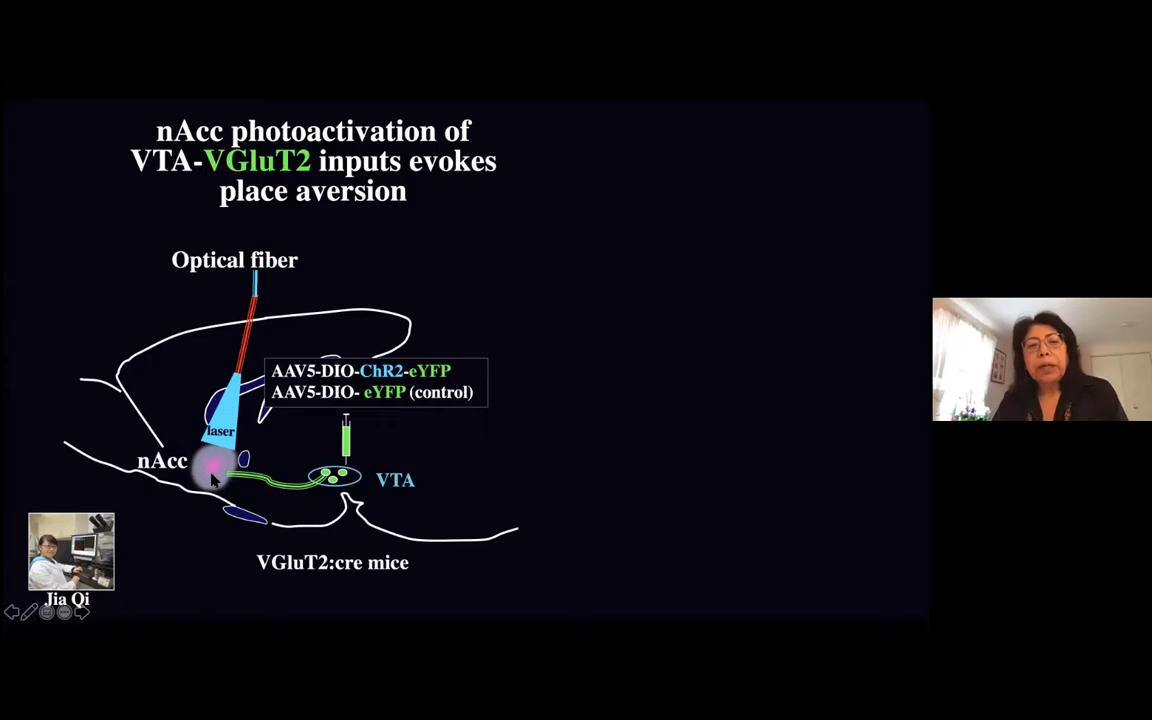 nAcc photoactivation of
VTA-VGluT2 inputs evokes
place aversion
Optical fiber
AAV5-DIO-ChR2-eYFP
AAV5-DIO- eYFP (control)
laser
nAcc
VTA
VGluT2:cre mice
Jia Qi